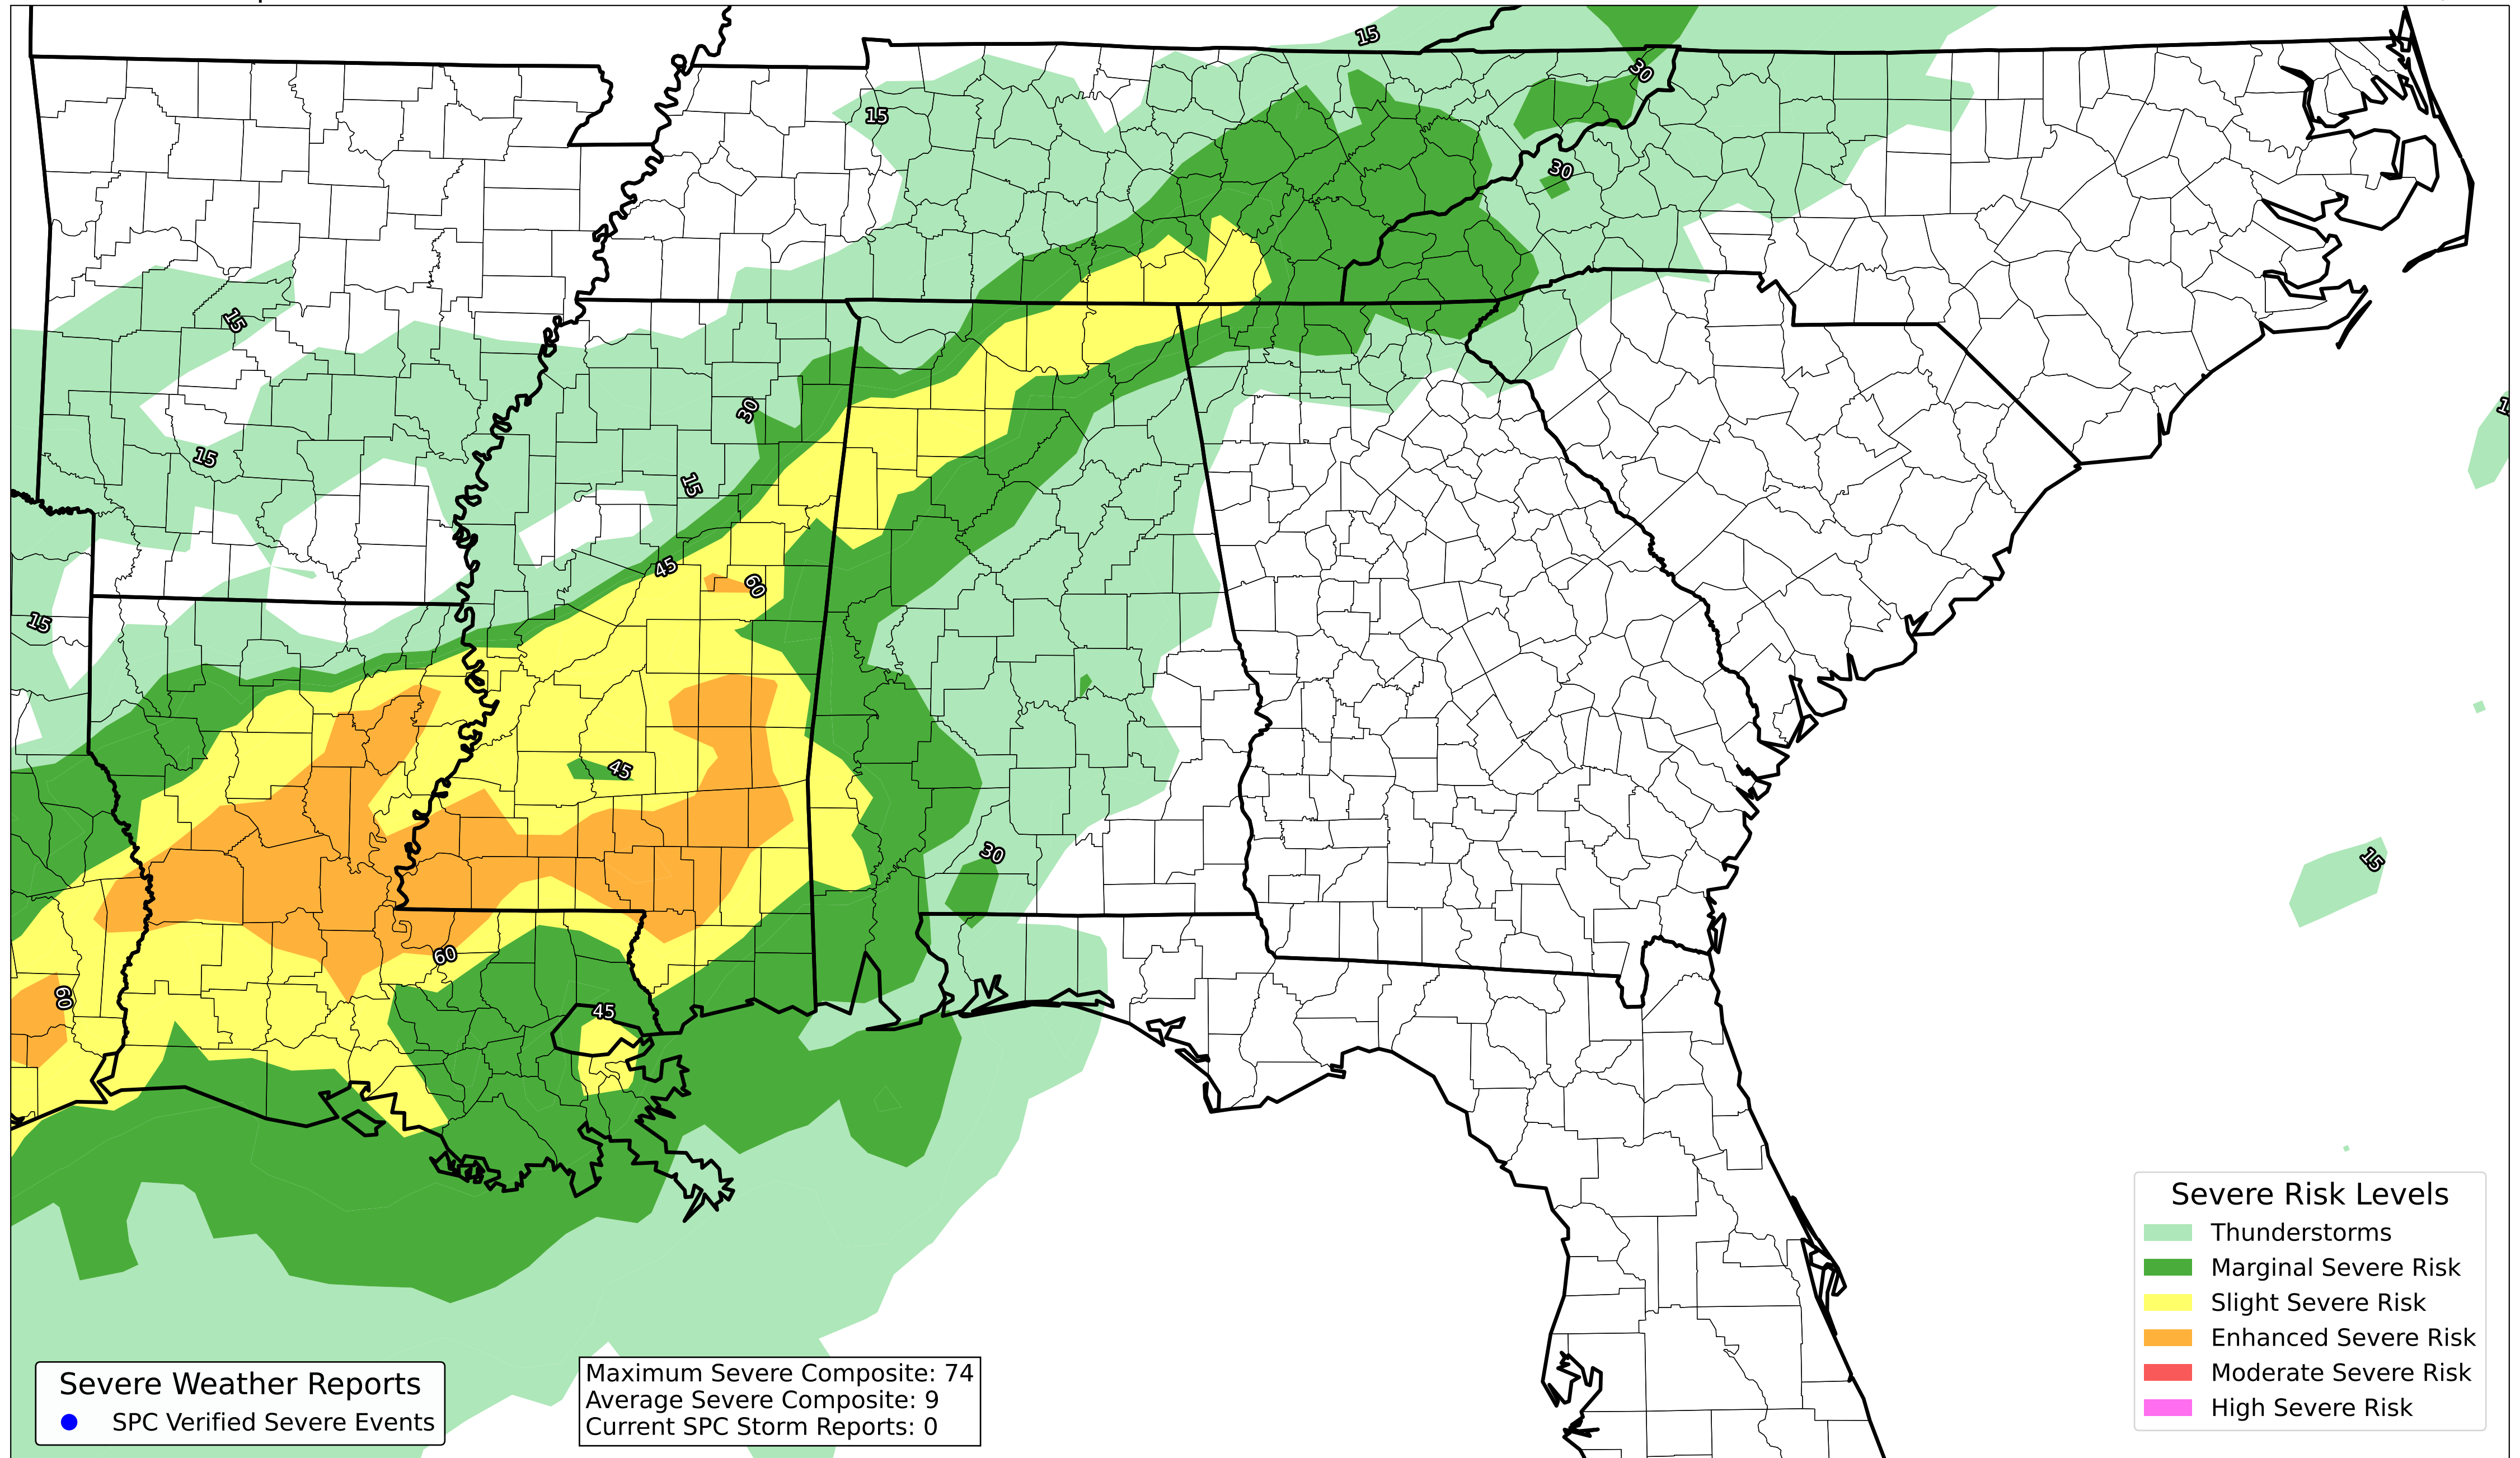 15
30
15
30
15
30
15
15
45
60
15
45
30
15
60
60
45
Severe Risk Levels
Thunderstorms
Marginal Severe Risk
Slight Severe Risk
Enhanced Severe Risk
Moderate Severe Risk
High Severe Risk
Severe Weather Reports
SPC Verified Severe Events
Maximum Severe Composite: 74
Average Severe Composite: 9
Current SPC Storm Reports: 0